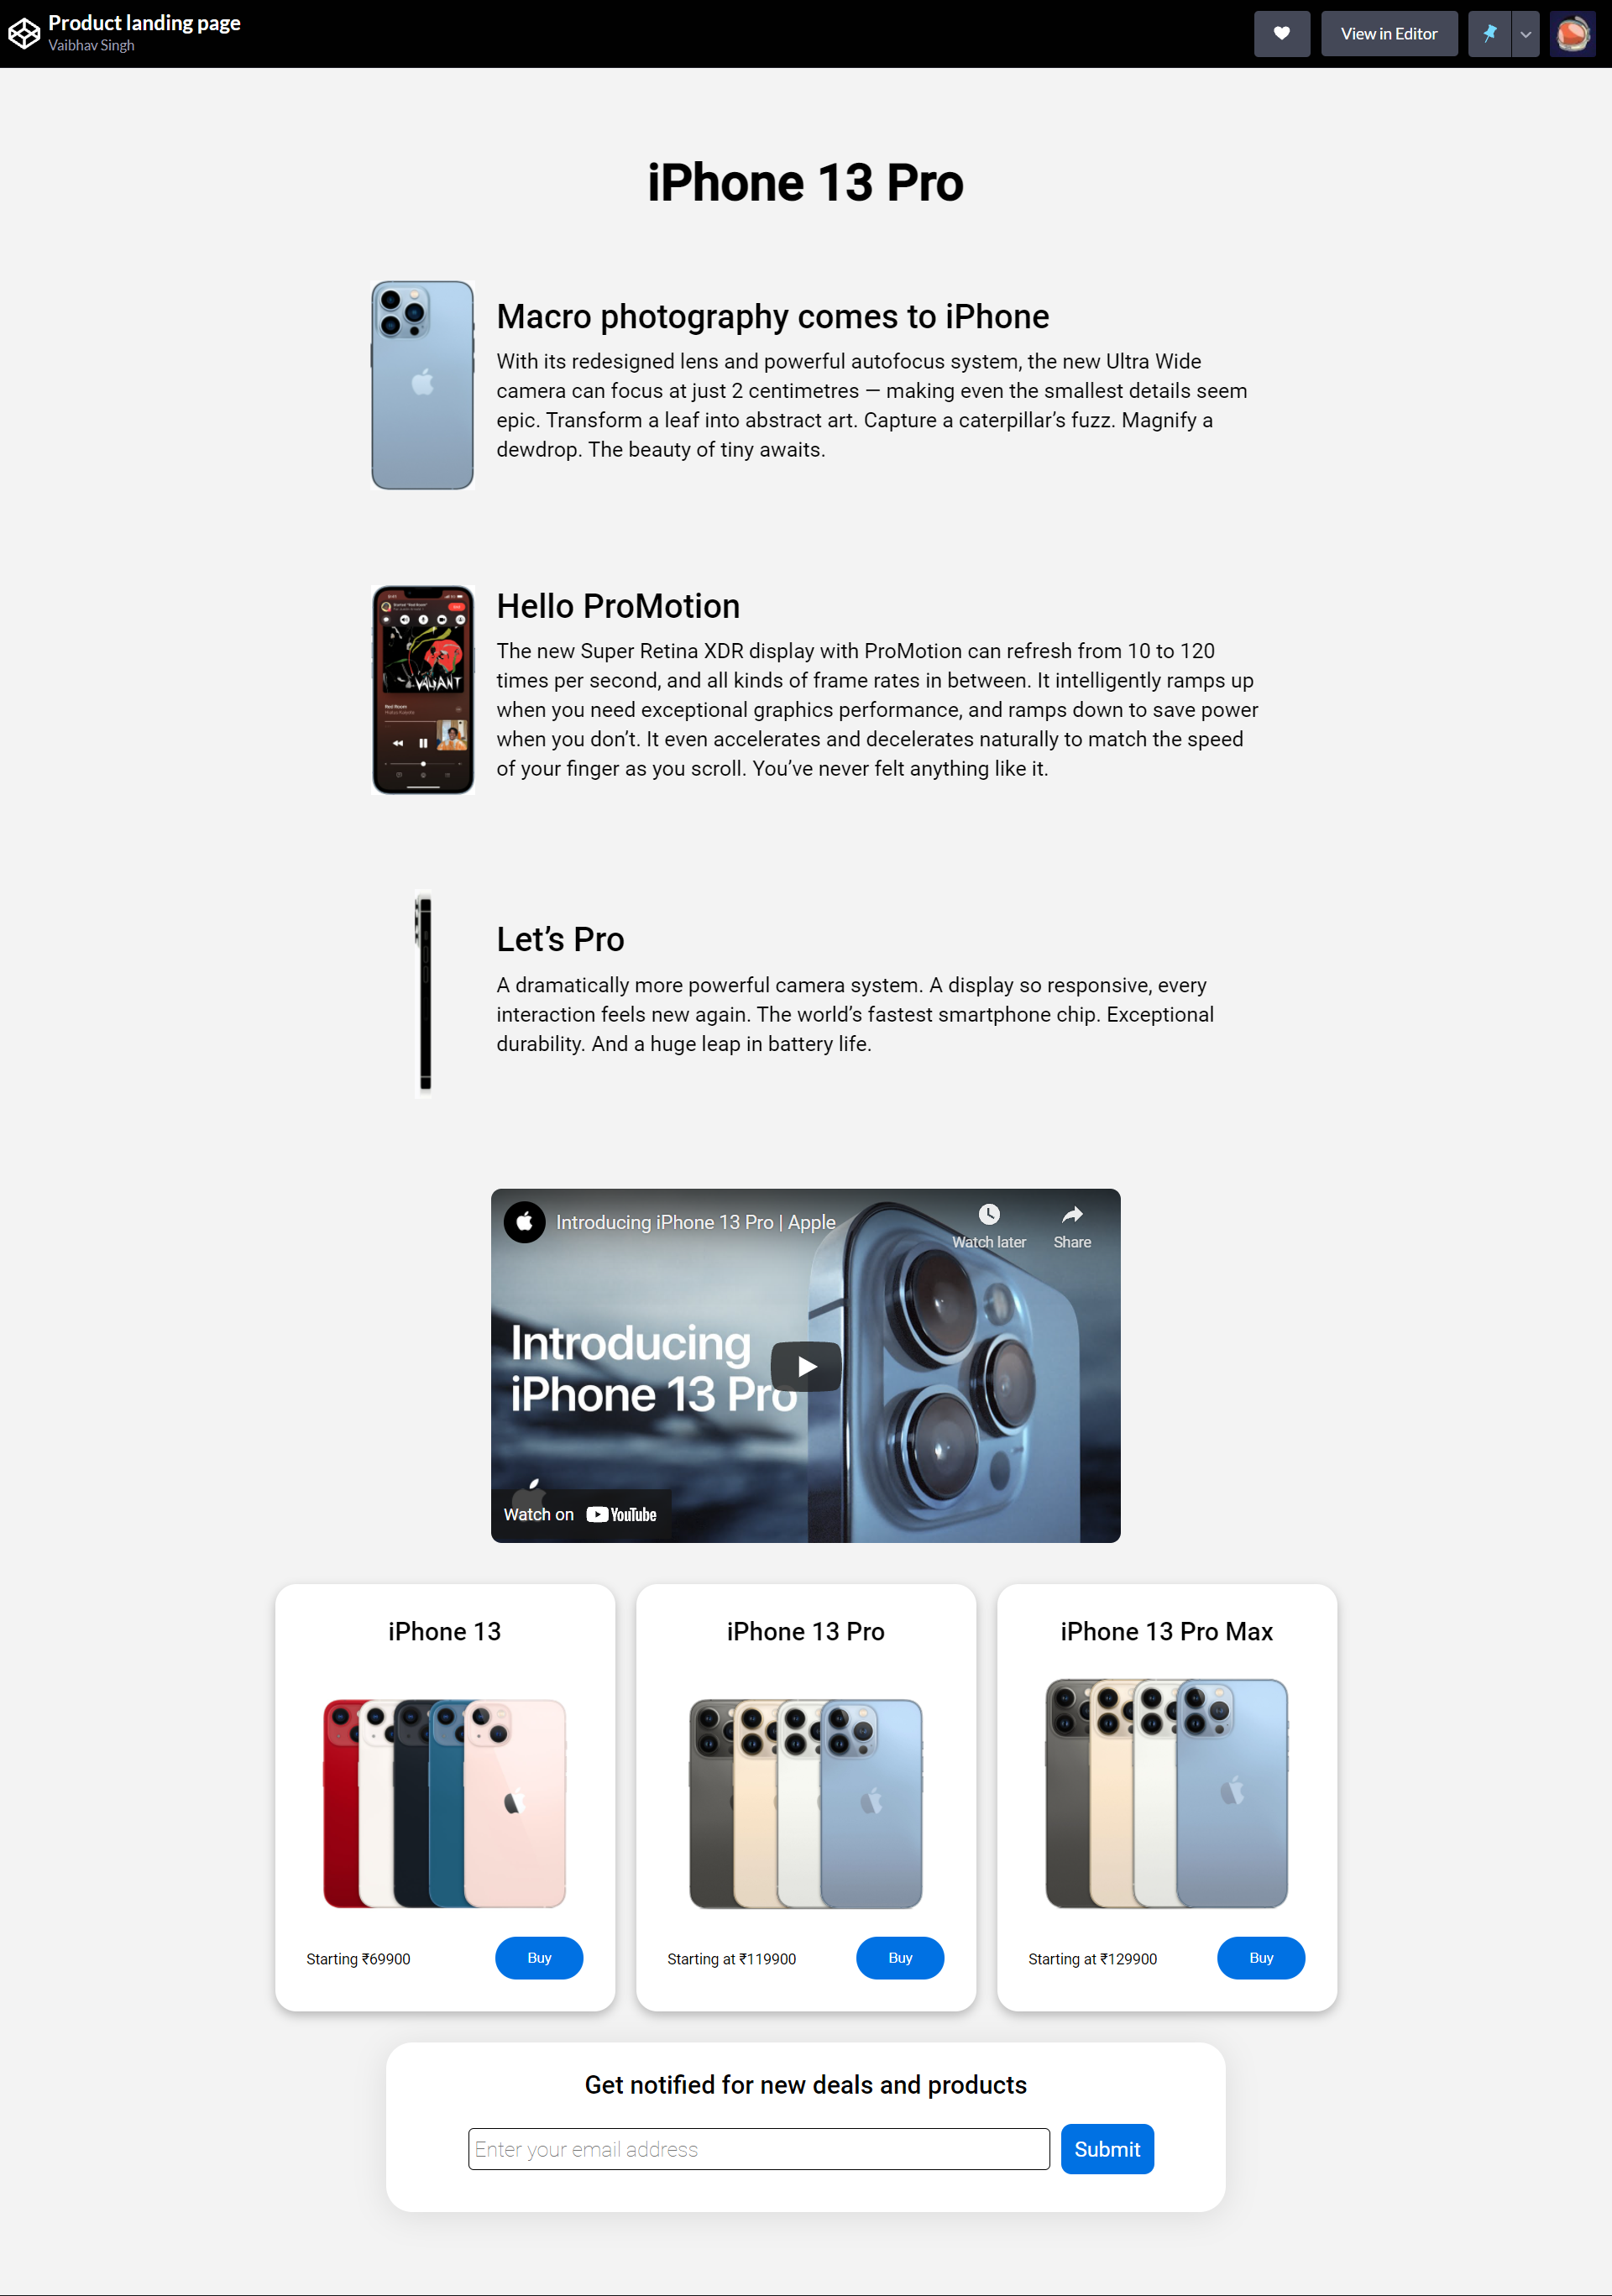 Product landing page
Vaibhav Singh
View in Editor
iPhone 13 Pro
Macro photography comes to iPhone
With its redesigned lens and powerful autofocus system, the new Ultra Wide
camera can focus at just 2 centimetres — making even the smallest details seem
epic. Transform a leaf into abstract art. Capture a caterpillar’s fuzz. Magnify a
dewdrop. The beauty of tiny awaits.
VALIANT
Red Room
Hello ProMotion
The new Super Retina XDR display with ProMotion can refresh from 10 to 120
times per second, and all kinds of frame rates in between. It intelligently ramps up
when you need exceptional graphics performance, and ramps down to save power
when you don’t. It even accelerates and decelerates naturally to match the speed
of your finger as you scroll. You’ve never felt anything like it.
Let’s Pro
A dramatically more powerful camera system. A display so responsive, every
interaction feels new again. The world’s fastest smartphone chip. Exceptional
durability. And a huge leap in battery life.
Introducing iPhone 13 Pro | Apple
Watch later
Share
Introducing
iPhone 13 Pro
Watch on YouTube
iPhone 13
Starting ₹69900
Buy
iPhone 13 Pro
Starting at ₹119900
Buy
iPhone 13 Pro Max
Starting at ₹129900
Buy
Get notified for new deals and products
Enter your email address
Submit